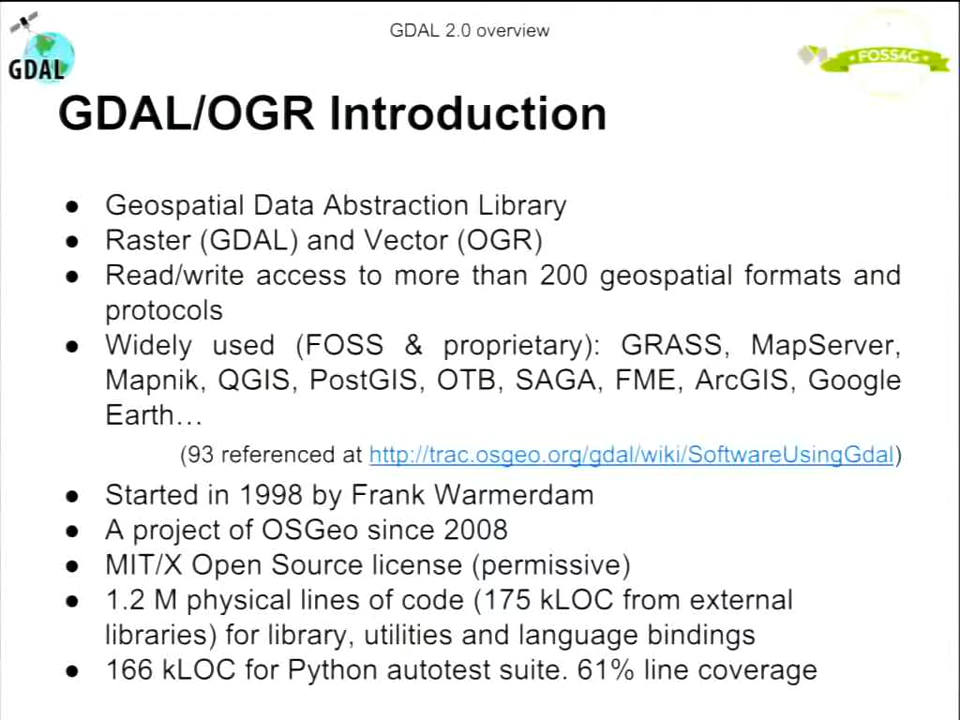 GDAL 2.0 overview
GDAL
FOSS4G
GDAL/OGR Introduction
● Geospatial Data Abstraction Library
● Raster (GDAL) and Vector (OGR)
● Read/write access to more than 200 geospatial formats and
protocols
● Widely used (FOSS & proprietary): GRASS, MapServer,
Mapnik, QGIS, PostGIS, OTB, SAGA, FME, ArcGIS, Google
Earth…
(93 referenced at http://trac.osgeo.org/gdal/wiki/SoftwareUsingGdal)
● Started in 1998 by Frank Warmerdam
● A project of OSGeo since 2008
● MIT/X Open Source license (permissive)
● 1.2 M physical lines of code (175 kLOC from external
libraries) for library, utilities and language bindings
● 166 kLOC for Python autotest suite. 61% line coverage